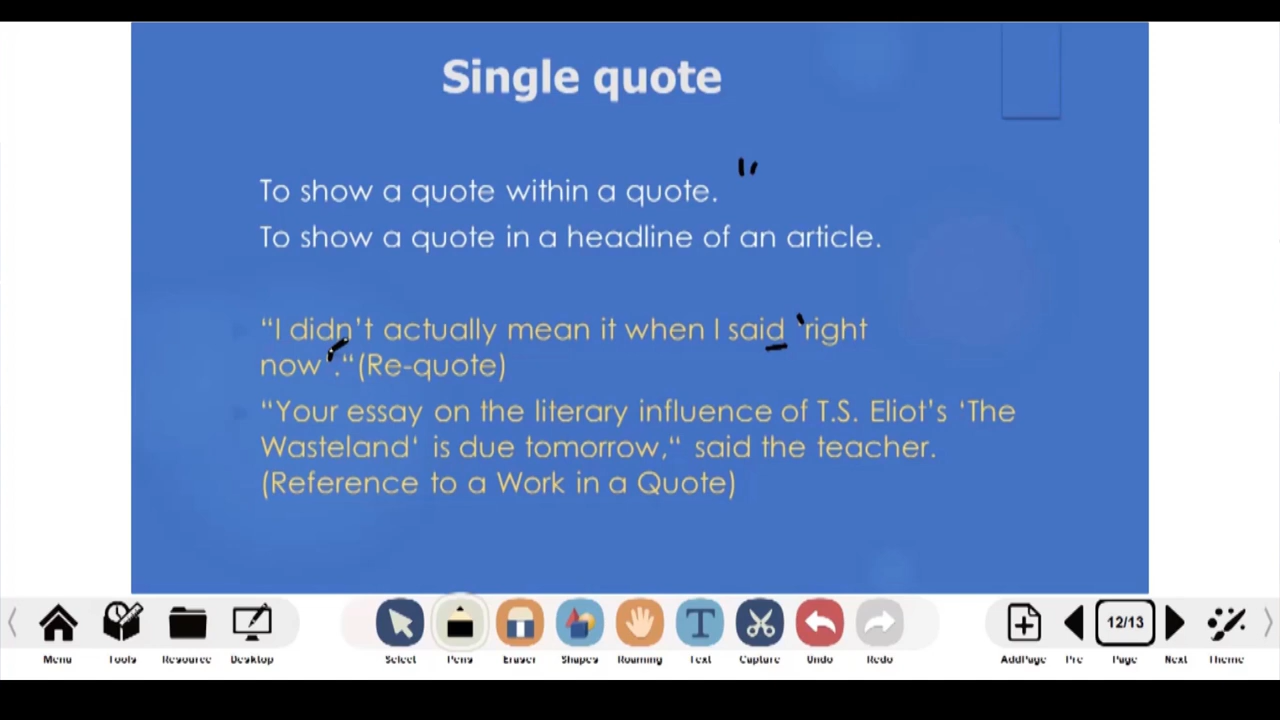 Single quote
To show a quote within a quote.
To show a quote in a headline of an article.
“I didn’t actually mean it when I said ‘right
now‘.“(Re-quote)
“Your essay on the literary influence of T.S. Eliot’s ‘The
Wasteland‘ is due tomorrow,“ said the teacher.
(Reference to a Work in a Quote)
Menu Tools Resource Desktop Select Pens Eraser Shapes Roaming Text Capture Undo Redo AddPage Pre 12/13 Page Next Theme